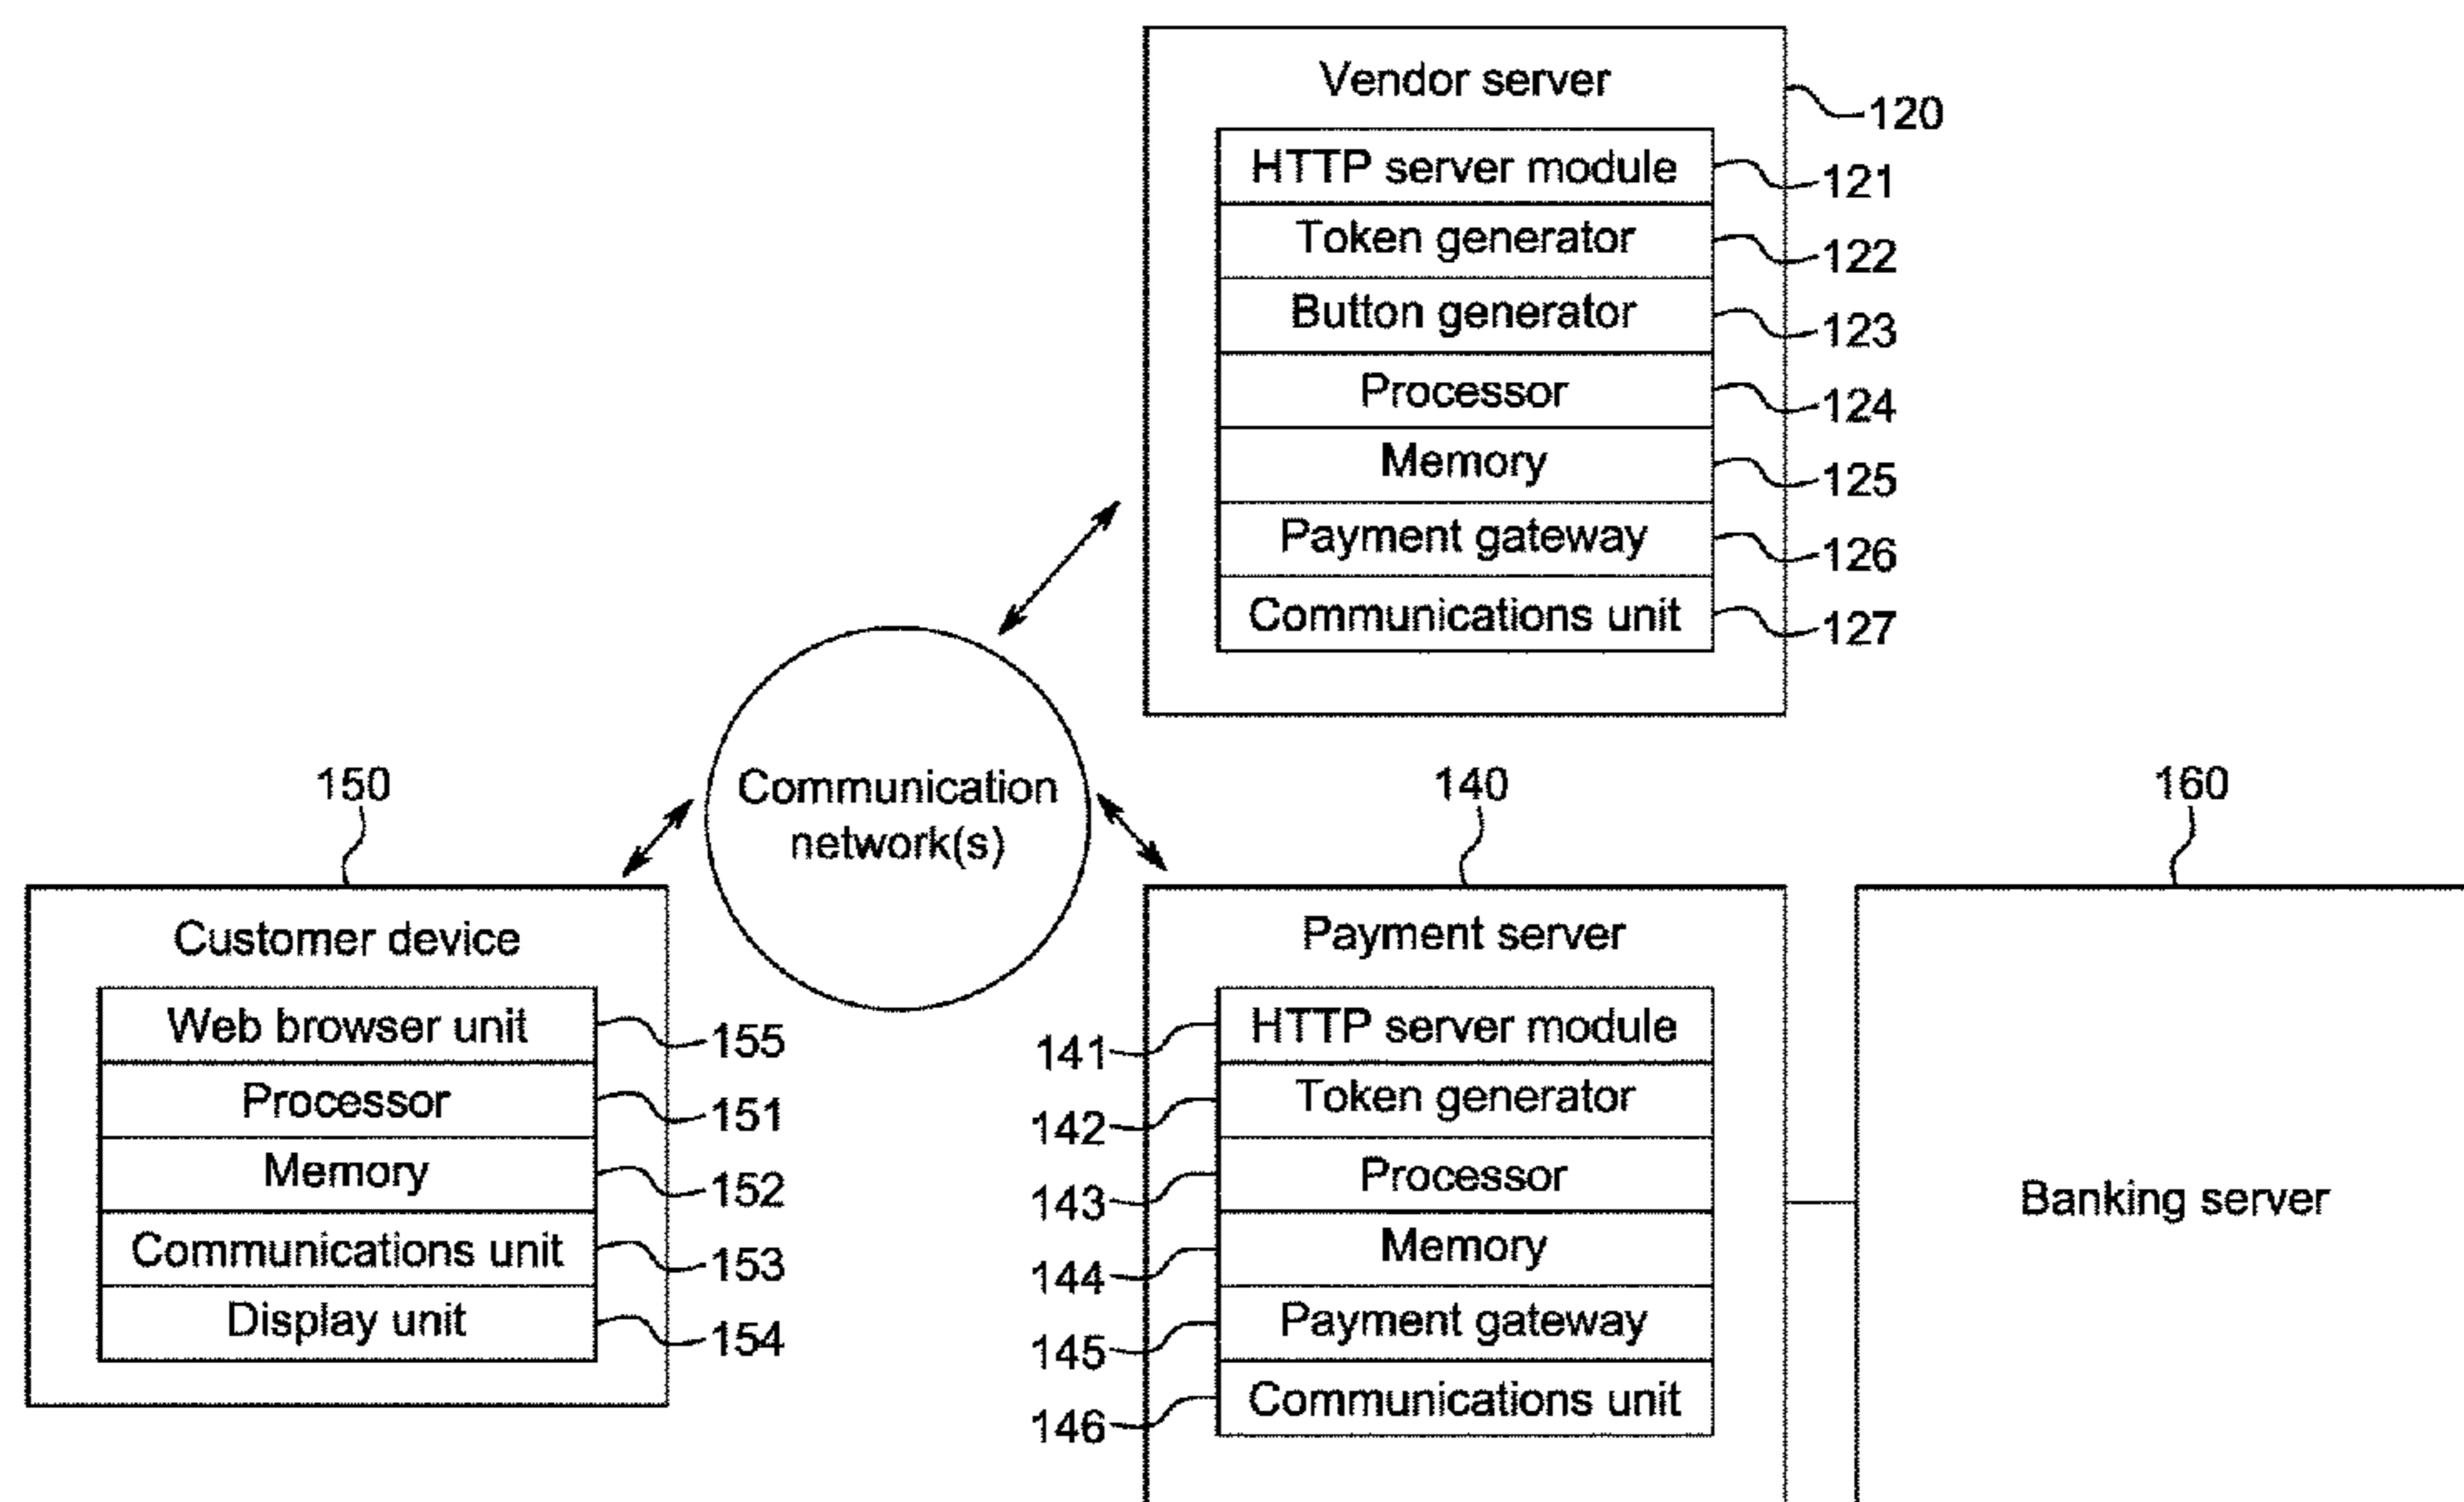 Vendor server
120
HTTP server module
121
Token generator
122
Button generator
123
Processor
124
Memory
125
Payment gateway
126
Communications unit
127
Communication
network(s)
150
Customer device
Web browser unit
155
Processor
151
Memory
152
Communications unit
153
Display unit
154
140
Payment server
141
HTTP server module
142
Token generator
143
Processor
144
Memory
145
Payment gateway
146
Communications unit
160
Banking server